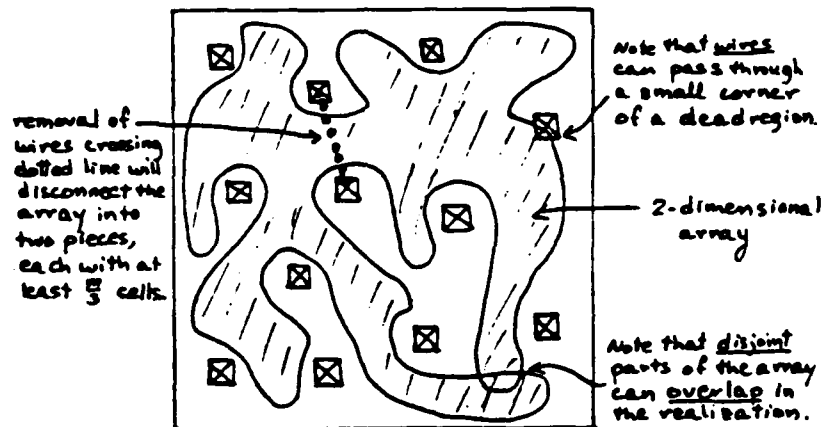 removal of
wires crossing
dotted line will
disconnect the
array into
two pieces,
each with at
least m/3 cells.
Note that wires
can pass through
a small corner
of a dead region.
2-dimensional
array
Note that disjoint
parts of the array
can overlap in
the realization.